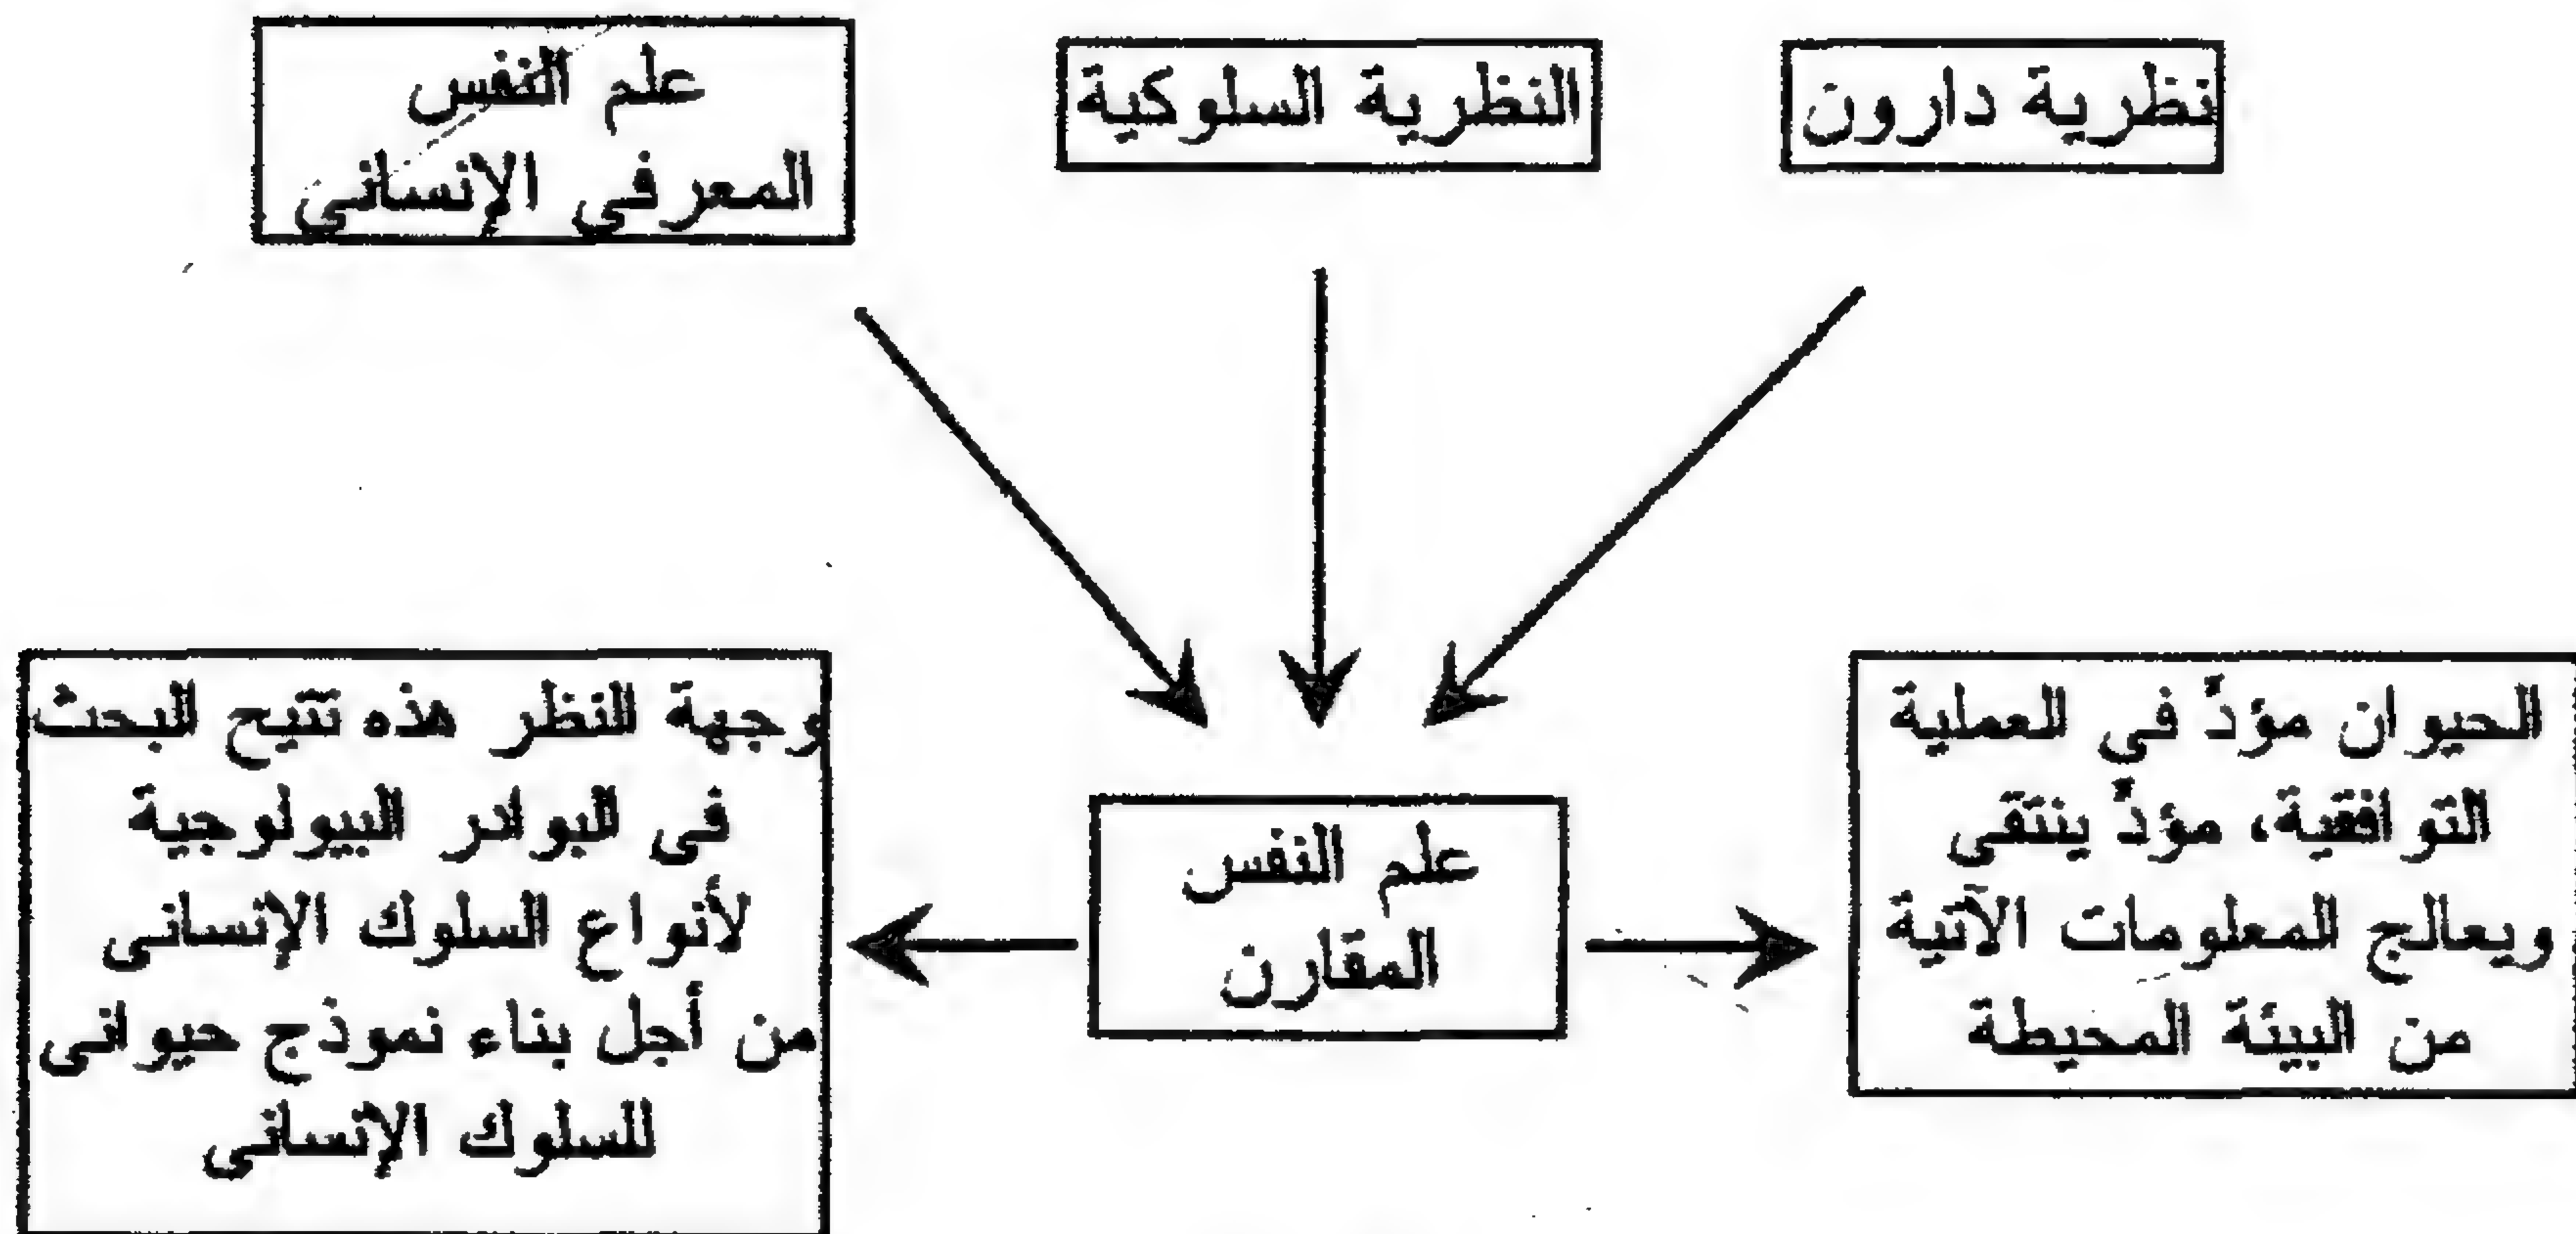 نظرية دارون
النظرية السلوكية
علم النفس
المعرفي الإنساني
الحيوان مؤدّ في العملية
التوافقية، مؤدّ ينتقى
ويعالج المعلومات الآتية
من البيئة المحيطة
علم النفس
المقارن
وجهة النظر هذه تتيح البحث
فى البوادر البيولوجية
لأنواع السلوك الإنسانى
من أجل بناء نموذج حيوانى
للسلوك الإنسانى